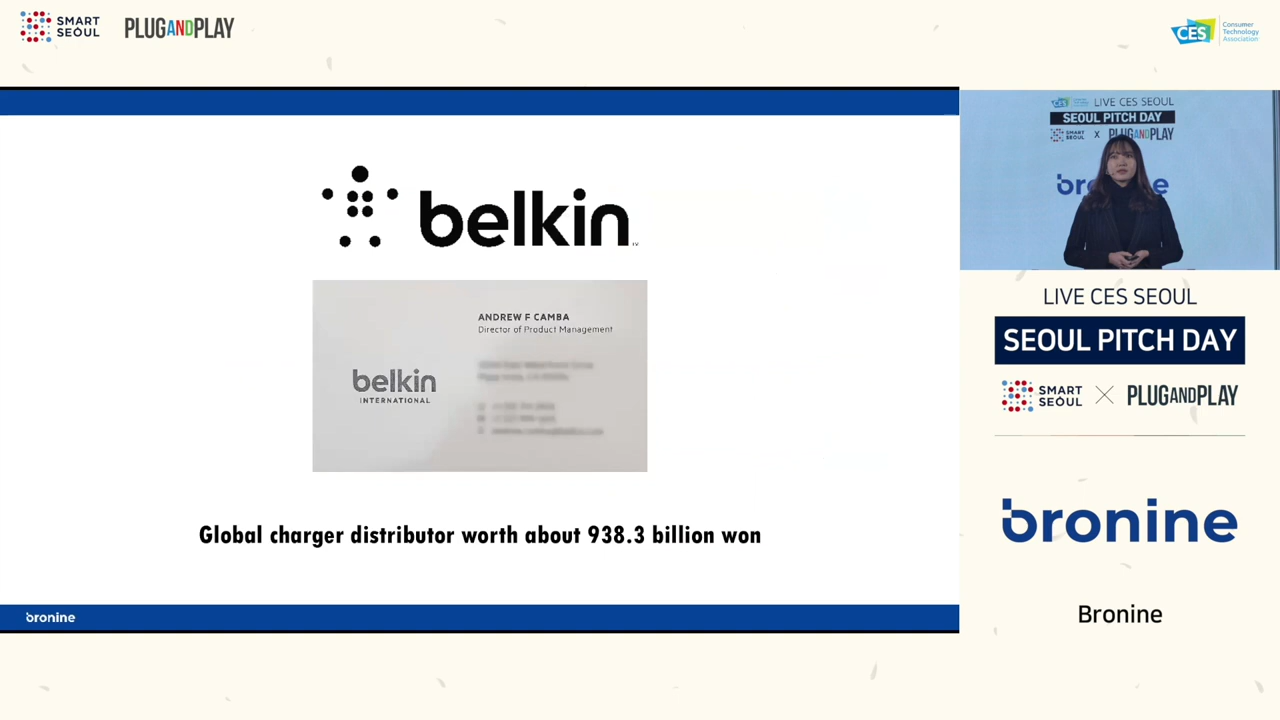 SMART
SEOUL
PLUGANDPLAY
CES
Consumer
Technology
Association
belkin
ANDREW F CAMBA
Director of Product Management
belkin
INTERNATIONAL
Global charger distributor worth about 938.3 billion won
bronine
CES
LIVE CES SEOUL
SEOUL PITCH DAY
SMART
SEOUL
X
PLUGANDPLAY
LIVE CES SEOUL
SEOUL PITCH DAY
SMART
SEOUL
PLUGANDPLAY
bronine
Bronine